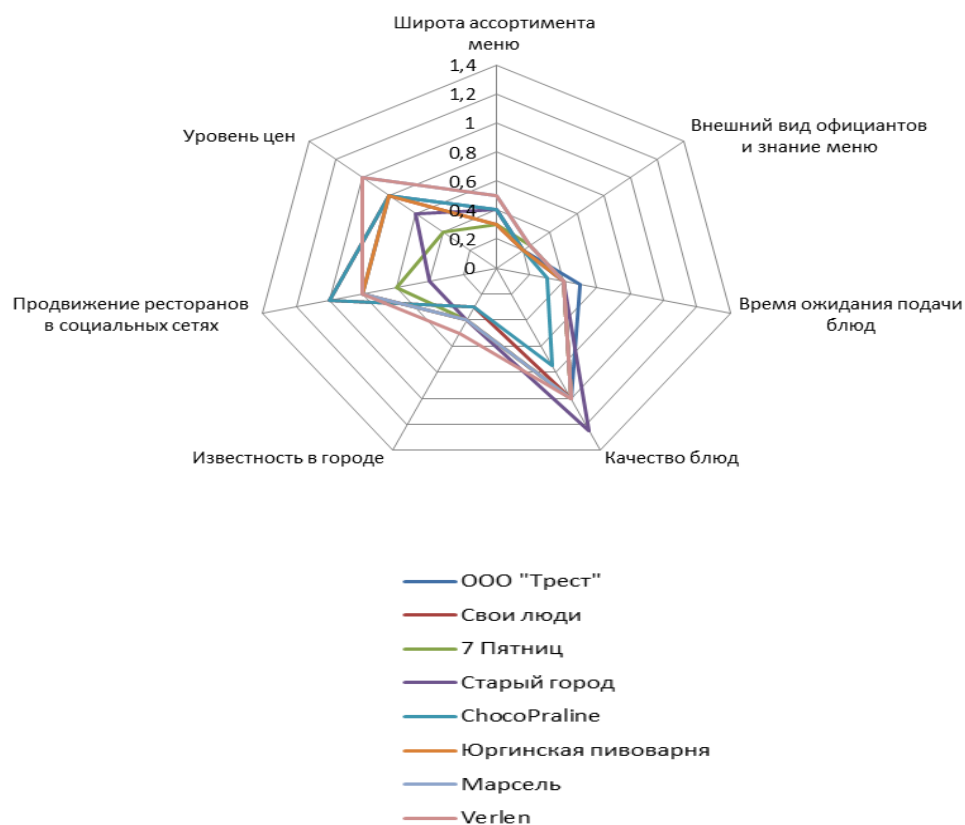 Широта ассортимента
меню
1,4
1,2
1
0,8
0,6
0,4
0,2
0
Внешний вид официантов
и знание меню
Время ожидания подачи
блюд
Качество блюд
Известность в городе
Продвижение ресторанов
в социальных сетях
Уровень цен
ООО "Трест"
Свои люди
7 Пятниц
Старый город
ChocoPraline
Юргинская пивоварня
Марсель
Verlen